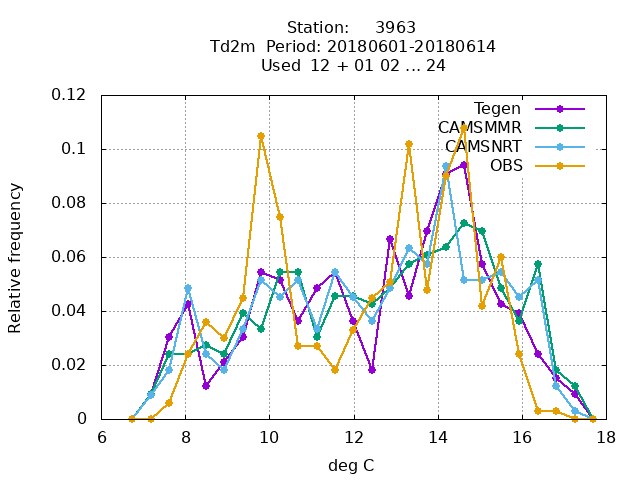 Station: 3963
Td2m Period: 20180601-20180614
Used 12 + 01 02 ... 24
0.12
0.1
0.08
0.06
0.04
0.02
0
6
8
10
12
14
16
18
Relative frequency
deg C
Tegen
CAMSMMR
CAMSNRT
OBS